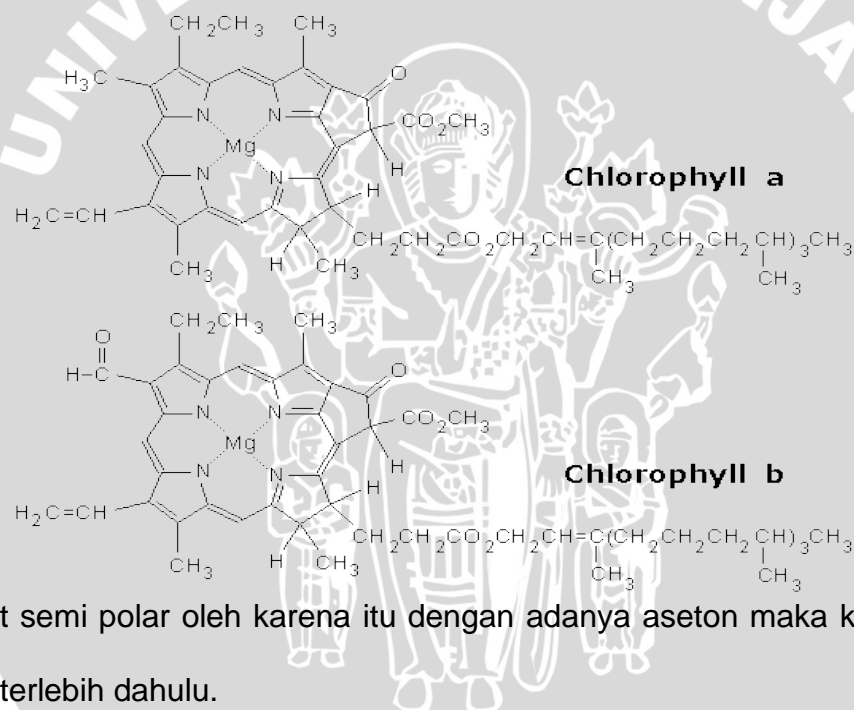 UNIVE
IJAYA
CH₂CH₃ CH₃
H₃C
O
N N
Mg
CO₂CH₃
N N
H
H
Chlorophyll a
H₂C=CH
CH₂CH₂CO₂CH₂CH=C(CH₂CH₂CH₂CH)₃CH₃
CH₃ H CH₃
CH₃ CH₃
O
CH₂CH₃ CH₃
H-C
O
N N
Mg
CO₂CH₃
N N
H
H
Chlorophyll b
H₂C=CH
CH₂CH₂CO₂CH₂CH=C(CH₂CH₂CH₂CH)₃CH₃
CH₃ H CH₃
CH₃ CH₃
t semi polar oleh karena itu dengan adanya aseton maka k
terlebih dahulu.